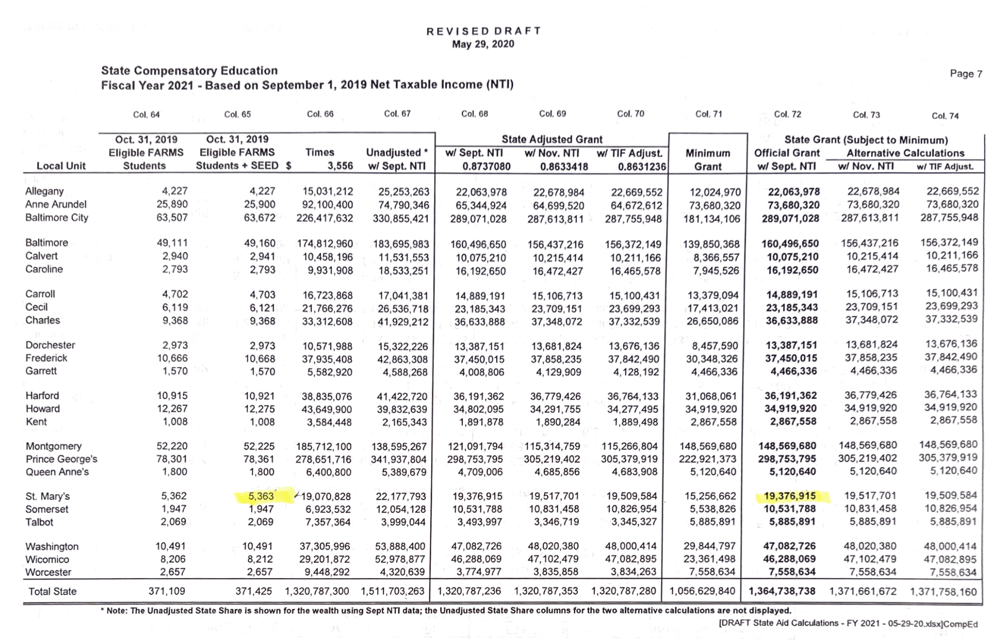 REVISED DRAFT
May 29, 2020
State Compensatory Education
Page 7
Fiscal Year 2021 - Based on September 1, 2019 Net Taxable Income (NTI)
Col. 64 Col. 65 Col. 66 Col. 67 Col. 68 Col. 69 Col. 70 Col. 71 Col. 72 Col. 73 Col. 74
Oct. 31, 2019 Oct. 31, 2019 State Adjusted Grant State Grant (Subject to Minimum)
Eligible FARMS Eligible FARMS Times Unadjusted * w/ Sept. NTI w/ Nov. NTI w/ TIF Adjust. Minimum Official Grant Alternative Calculations
Local Unit Students Students + SEED $ 3,556 w/ Sept. NTI 0.8737080 0.8633418 0.8631236 Grant w/ Sept. NTI w/ Nov. NTI w/ TIF Adjust.
Allegany 4,227 4,227 15,031,212 25,253,263 22,063,978 22,678,984 22,669,552 12,024,970 22,063,978 22,678,984 22,669,552
Anne Arundel 25,890 25,900 92,100,400 74,790,346 65,344,924 64,699,520 64,672,612 73,680,320 73,680,320 73,680,320 73,680,320
Baltimore City 63,507 63,672 226,417,632 330,855,421 289,071,028 287,613,811 287,755,948 181,134,106 289,071,028 287,613,811 287,755,948
Baltimore 49,111 49,160 174,812,960 183,695,983 160,496,650 156,437,216 156,372,149 139,850,368 160,496,650 156,437,216 156,372,149
Calvert 2,940 2,941 10,458,196 11,531,553 10,075,210 10,215,414 10,211,166 8,366,557 10,075,210 10,215,414 10,211,166
Caroline 2,793 2,793 9,931,908 18,533,251 16,192,650 16,472,427 16,465,578 7,945,526 16,192,650 16,472,427 16,465,578
Carroll 4,702 4,703 16,723,868 17,041,381 14,889,191 15,106,713 15,100,431 13,379,094 14,889,191 15,106,713 15,100,431
Cecil 6,119 6,121 21,766,276 26,536,718 23,185,343 23,709,151 23,699,293 17,413,021 23,185,343 23,709,151 23,699,293
Charles 9,368 9,368 33,312,608 41,929,212 36,633,888 37,348,072 37,332,539 26,650,086 36,633,888 37,348,072 37,332,539
Dorchester 2,973 2,973 10,571,988 15,322,226 13,387,151 13,681,824 13,676,136 8,457,590 13,387,151 13,681,824 13,676,136
Frederick 10,666 10,668 37,935,408 42,863,308 37,450,015 37,858,235 37,842,490 30,348,326 37,450,015 37,858,235 37,842,490
Garrett 1,570 1,570 5,582,920 4,588,268 4,008,806 4,129,909 4,128,192 4,466,336 4,466,336 4,466,336 4,466,336
Harford 10,915 10,921 38,835,076 41,422,720 36,191,362 36,779,426 36,764,133 31,068,061 36,191,362 36,779,426 36,764,133
Howard 12,267 12,275 43,649,900 39,832,639 34,802,095 34,291,755 34,277,495 34,919,920 34,919,920 34,919,920 34,919,920
Kent 1,008 1,008 3,584,448 2,165,343 1,891,878 1,890,284 1,889,498 2,867,558 2,867,558 2,867,558 2,867,558
Montgomery 52,220 52,225 185,712,100 138,595,267 121,091,794 115,314,759 115,266,804 148,569,680 148,569,680 148,569,680 148,569,680
Prince George's 78,301 78,361 278,651,716 341,937,804 298,753,795 305,219,402 305,379,919 222,921,373 298,753,795 305,219,402 305,379,919
Queen Anne's 1,800 1,800 6,400,800 5,389,679 4,709,006 4,685,856 4,683,908 5,120,640 5,120,640 5,120,640 5,120,640
St. Mary's 5,362 5,363 19,070,828 22,177,793 19,376,915 19,517,701 19,509,584 15,256,662 19,376,915 19,517,701 19,509,584
Somerset 1,947 1,947 6,923,532 12,054,128 10,531,788 10,831,458 10,826,954 5,538,826 10,531,788 10,831,458 10,826,954
Talbot 2,069 2,069 7,357,364 3,999,044 3,493,997 3,346,719 3,345,327 5,885,891 5,885,891 5,885,891 5,885,891
Washington 10,491 10,491 37,305,996 53,888,400 47,082,726 48,020,380 48,000,414 29,844,797 47,082,726 48,020,380 48,000,414
Wicomico 8,206 8,212 29,201,872 52,978,877 46,288,069 47,102,479 47,082,895 23,361,498 46,288,069 47,102,479 47,082,895
Worcester 2,657 2,657 9,448,292 4,320,639 3,774,977 3,835,858 3,834,263 7,558,634 7,558,634 7,558,634 7,558,634
Total State 371,109 371,425 1,320,787,300 1,511,703,263 1,320,787,236 1,320,787,353 1,320,787,280 1,056,629,840 1,364,738,738 1,371,661,672 1,371,758,160
* Note: The Unadjusted State Share is shown for the wealth using Sept NTI data; the Unadjusted State Share columns for the two alternative calculations are not displayed.
[DRAFT State Aid Calculations - FY 2021 - 05-29-20.xlsx]CompEd